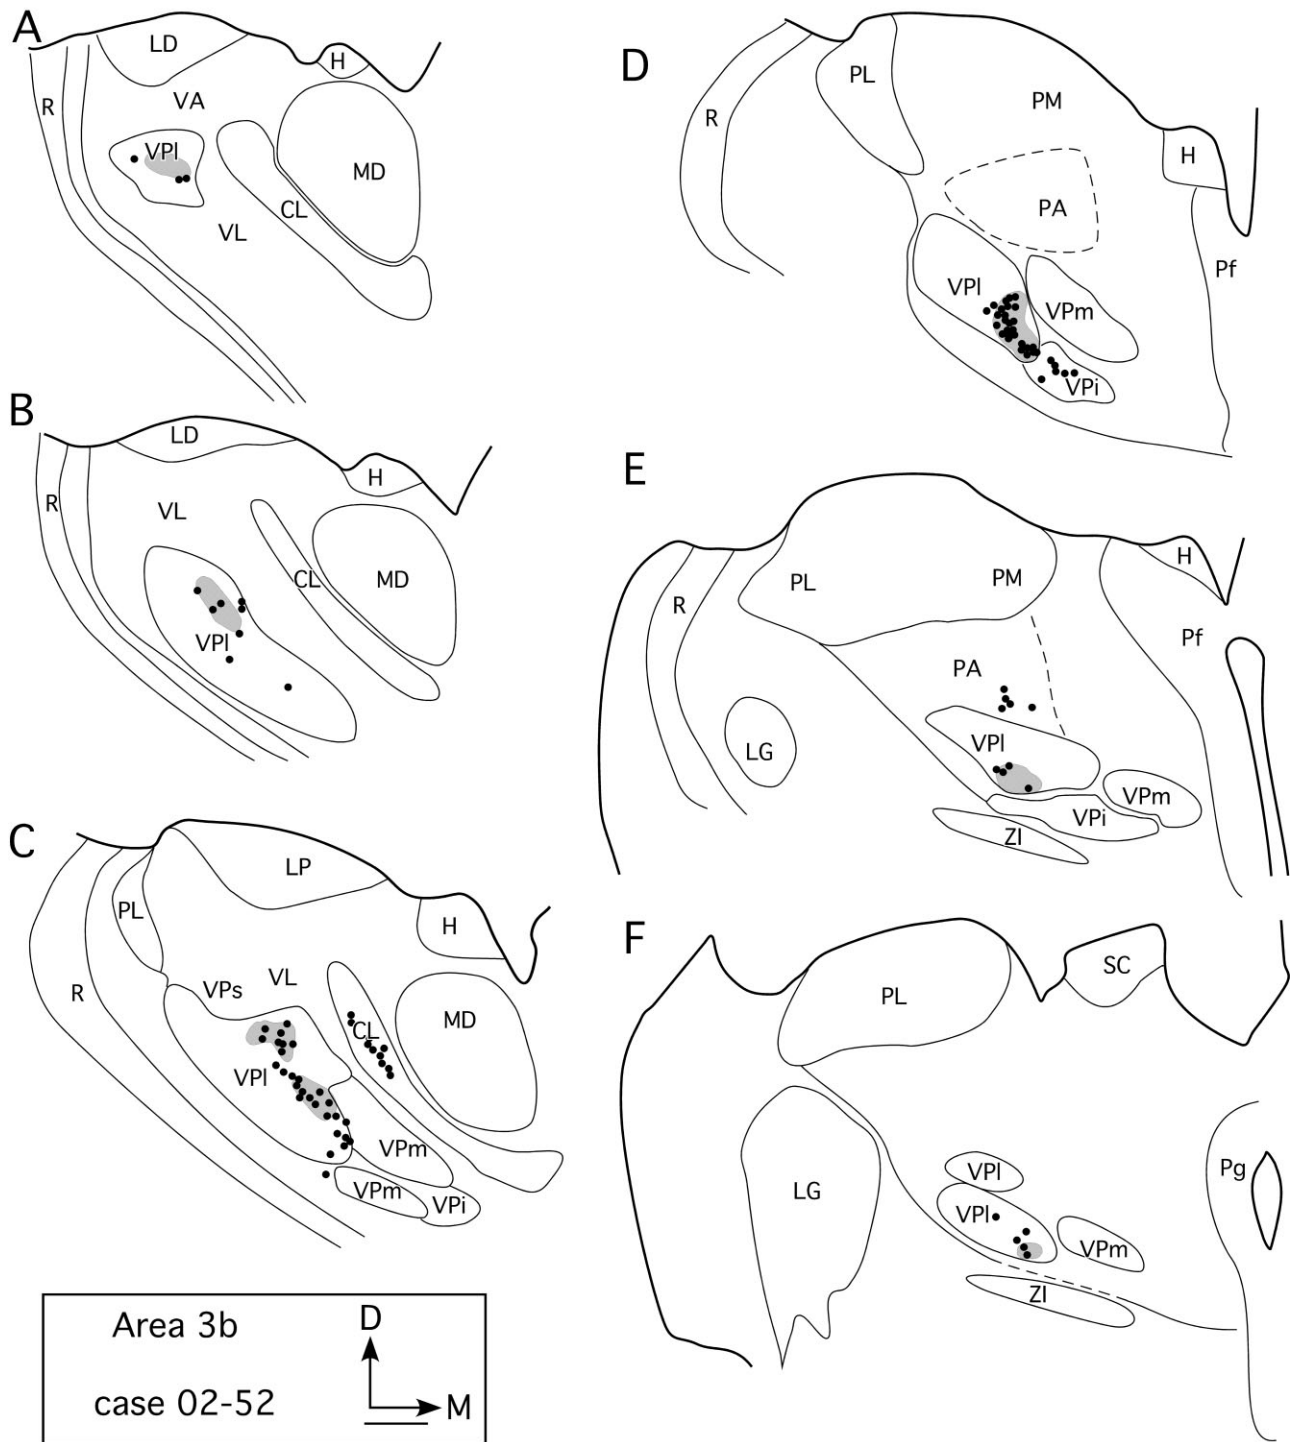 A
LD
H
R
VA
VPl
MD
CL
VL
B
LD
H
R
VL
CL
MD
VPl
C
LP
PL
H
R
VPs
VL
CL
MD
VPl
VPm
VPm
VPi
Area 3b
case 02-52
D
M
D
PL
R
PM
H
PA
Pf
VPl
VPm
VPi
E
H
PL
PM
R
Pf
PA
LG
VPl
VPm
VPi
ZI
F
SC
PL
LG
VPl
Pg
VPl
VPm
ZI